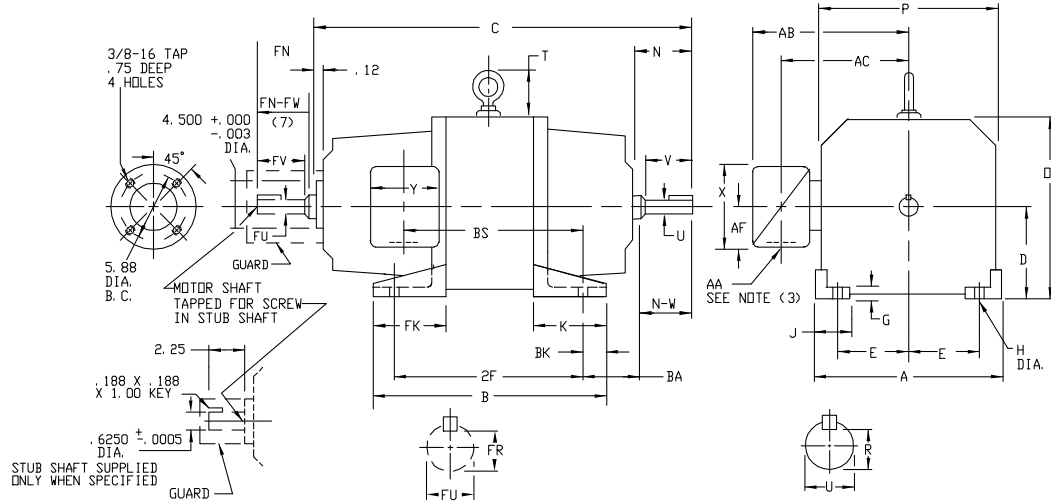 C
P
FN
N
AB
T
AC
3/8-16 TAP
.75 DEEP
4 HOLES
.12
FN-FW
(7)
4.500 +.000
-.003
DIA.
45°
FV
V
Y
X
O
AF
BS
FU
U
D
GUARD
5.88
DIA.
B.C.
MOTOR SHAFT
TAPPED FOR SCREW
IN STUB SHAFT
N-W
AA
SEE NOTE (3)
G
FK
K
J
H
DIA.
2.25
BK
E
E
2F
BA
A
B
.188 X .188
X 1.00 KEY
.6250 +
-.0005
DIA.
FR
R
STUB SHAFT SUPPLIED
ONLY WHEN SPECIFIED
GUARD
FU
U